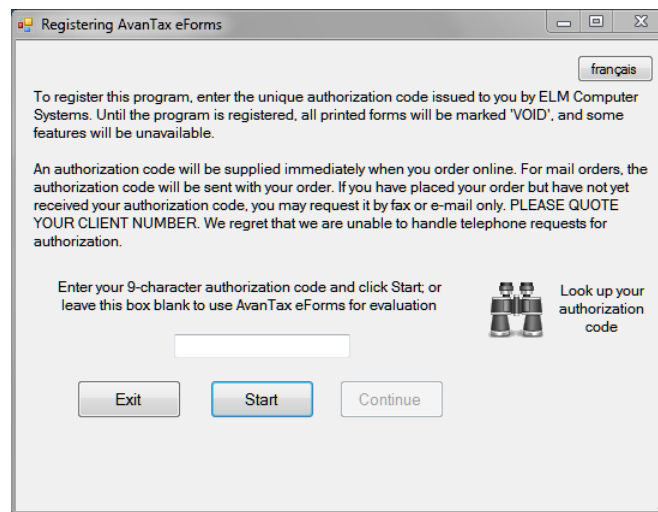 Registering AvanTax eForms
français
To register this program, enter the unique authorization code issued to you by ELM Computer
Systems. Until the program is registered, all printed forms will be marked 'VOID', and some
features will be unavailable.
An authorization code will be supplied immediately when you order online. For mail orders, the
authorization code will be sent with your order. If you have placed your order but have not yet
received your authorization code, you may request it by fax or e-mail only. PLEASE QUOTE
YOUR CLIENT NUMBER. We regret that we are unable to handle telephone requests for
authorization.
Enter your 9-character authorization code and click Start; or
leave this box blank to use AvanTax eForms for evaluation
Look up your
authorization
code
Exit
Start
Continue